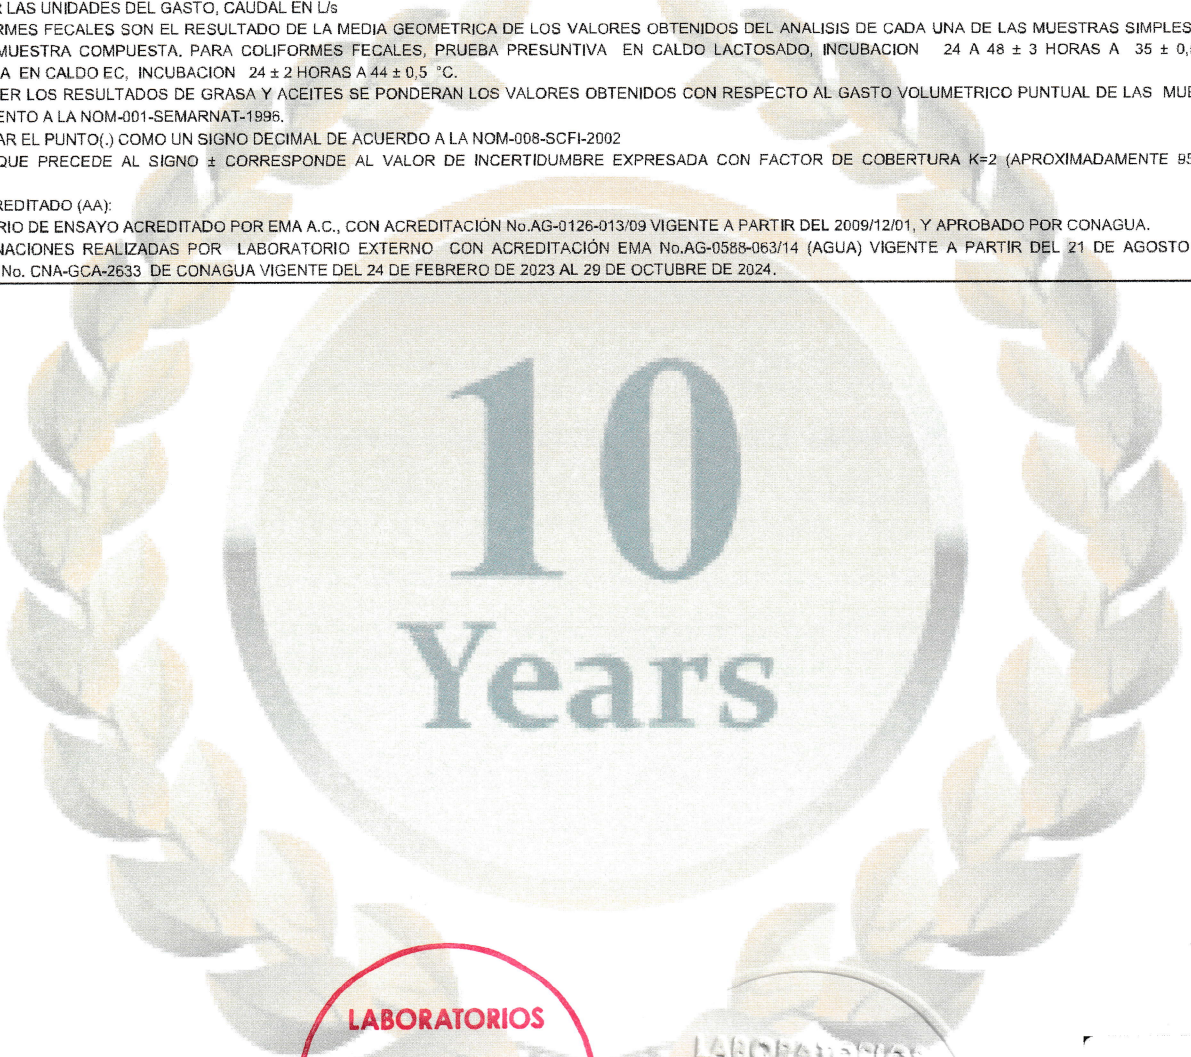 LAS UNIDADES DEL GASTO, CAUDAL EN L/s
RMES FECALES SON EL RESULTADO DE LA MEDIA GEOMETRICA DE LOS VALORES OBTENIDOS DEL ANALISIS DE CADA UNA DE LAS MUESTRAS SIMPLES
MUESTRA COMPUESTA. PARA COLIFORMES FECALES, PRUEBA PRESUNTIVA EN CALDO LACTOSADO, INCUBACION 24 A 48 ± 3 HORAS A 35 ± 0,
A EN CALDO EC, INCUBACION 24 ± 2 HORAS A 44 ± 0,5 °C.
ER LOS RESULTADOS DE GRASA Y ACEITES SE PONDERAN LOS VALORES OBTENIDOS CON RESPECTO AL GASTO VOLUMETRICO PUNTUAL DE LAS MUE
ENTO A LA NOM-001-SEMARNAT-1996.
AR EL PUNTO(.) COMO UN SIGNO DECIMAL DE ACUERDO A LA NOM-008-SCFI-2002
QUE PRECEDE AL SIGNO ± CORRESPONDE AL VALOR DE INCERTIDUMBRE EXPRESADA CON FACTOR DE COBERTURA K=2 (APROXIMADAMENTE 95
REDITADO (AA):
RIO DE ENSAYO ACREDITADO POR EMA A.C., CON ACREDITACIÓN No.AG-0126-013/09 VIGENTE A PARTIR DEL 2009/12/01, Y APROBADO POR CONAGUA.
NACIONES REALIZADAS POR LABORATORIO EXTERNO CON ACREDITACIÓN EMA No.AG-0588-063/14 (AGUA) VIGENTE A PARTIR DEL 21 DE AGOSTO
No. CNA-GCA-2633 DE CONAGUA VIGENTE DEL 24 DE FEBRERO DE 2023 AL 29 DE OCTUBRE DE 2024.
10
Years
LABORATORIOS
LABORATORIOS